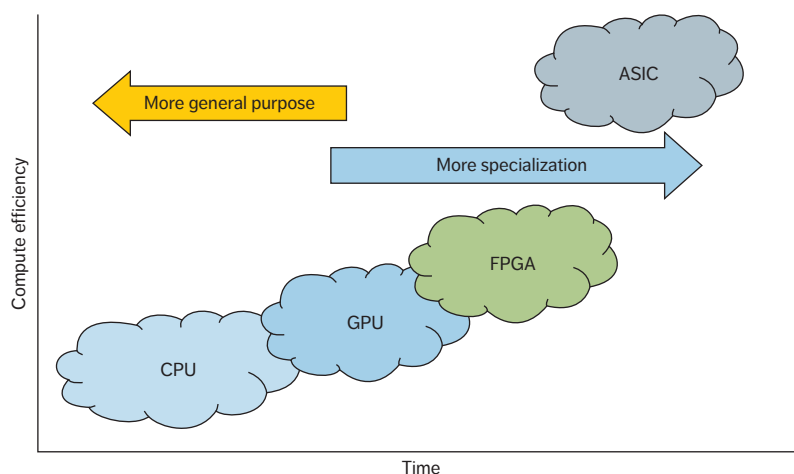 ASIC
More general purpose
More specialization
FPGA
GPU
CPU
Compute efficiency
Time